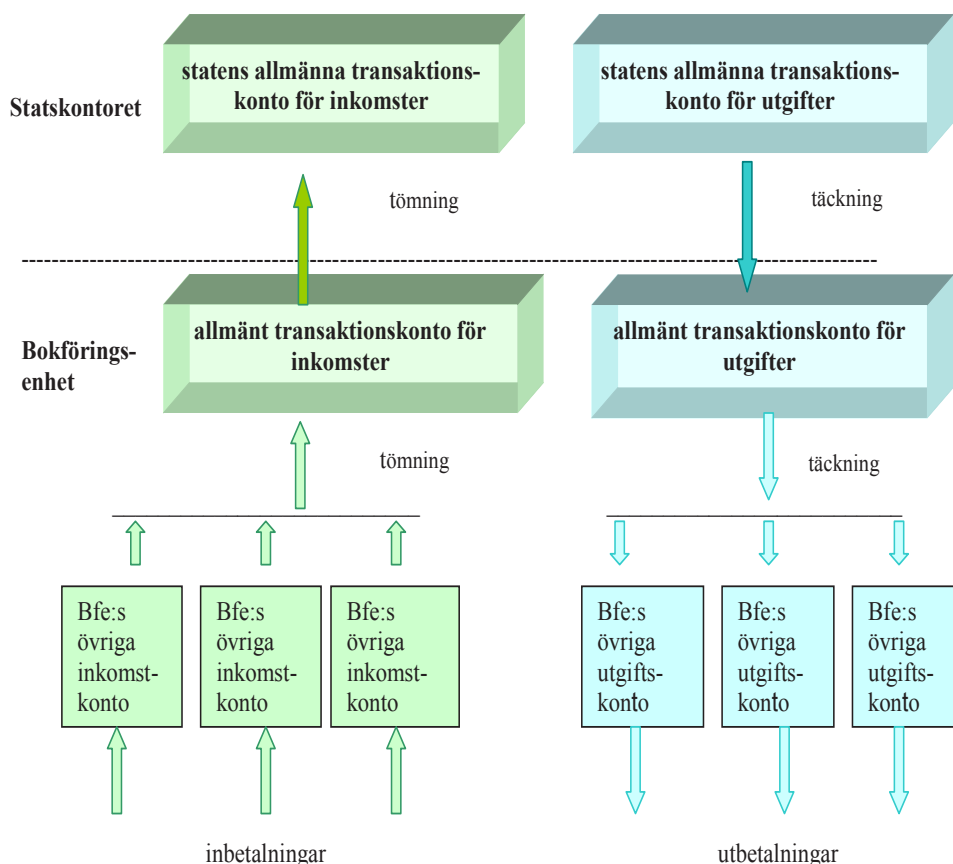 statens allmänna transaktions-
konto för inkomster
statens allmänna transaktions-
konto för utgifter
Statskontoret
tömning
täckning
allmänt transaktionskonto för
inkomster
allmänt transaktionskonto för
utgifter
Bokförings-
enhet
tömning
täckning
Bfe:s
övriga
inkomst-
konto
Bfe:s
övriga
inkomst-
konto
Bfe:s
övriga
inkomst-
konto
Bfe:s
övriga
utgifts-
konto
Bfe:s
övriga
utgifts-
konto
Bfe:s
övriga
utgifts-
konto
inbetalningar
utbetalningar